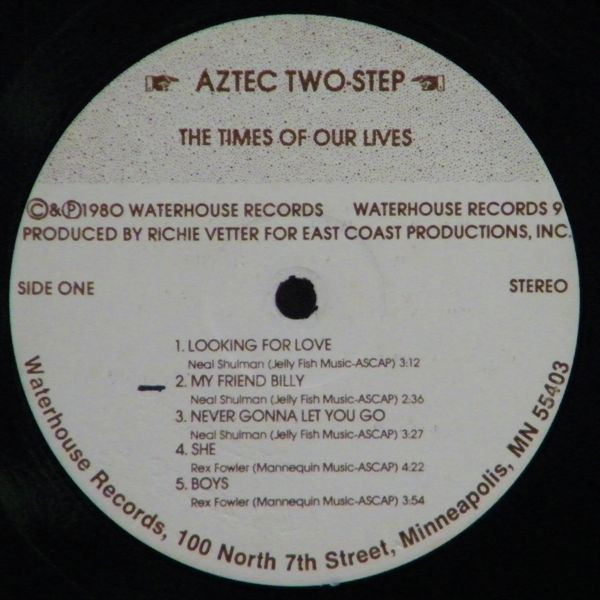 AZTEC TWO-STEP
THE TIMES OF OUR LIVES
©&℗1980 WATERHOUSE RECORDS WATERHOUSE RECORDS 9
PRODUCED BY RICHIE VETTER FOR EAST COAST PRODUCTIONS, INC.
SIDE ONE STEREO
1. LOOKING FOR LOVE
Neal Shulman (Jelly Fish Music-ASCAP) 3:12
2. MY FRIEND BILLY
Neal Shulman (Jelly Fish Music-ASCAP) 2:36
3. NEVER GONNA LET YOU GO
Neal Shulman (Jelly Fish Music-ASCAP) 3:27
4. SHE
Rex Fowler (Mannequin Music-ASCAP) 4:22
5. BOYS
Rex Fowler (Mannequin Music-ASCAP) 3:54
Waterhouse Records, 100 North 7th Street, Minneapolis, MN 55403